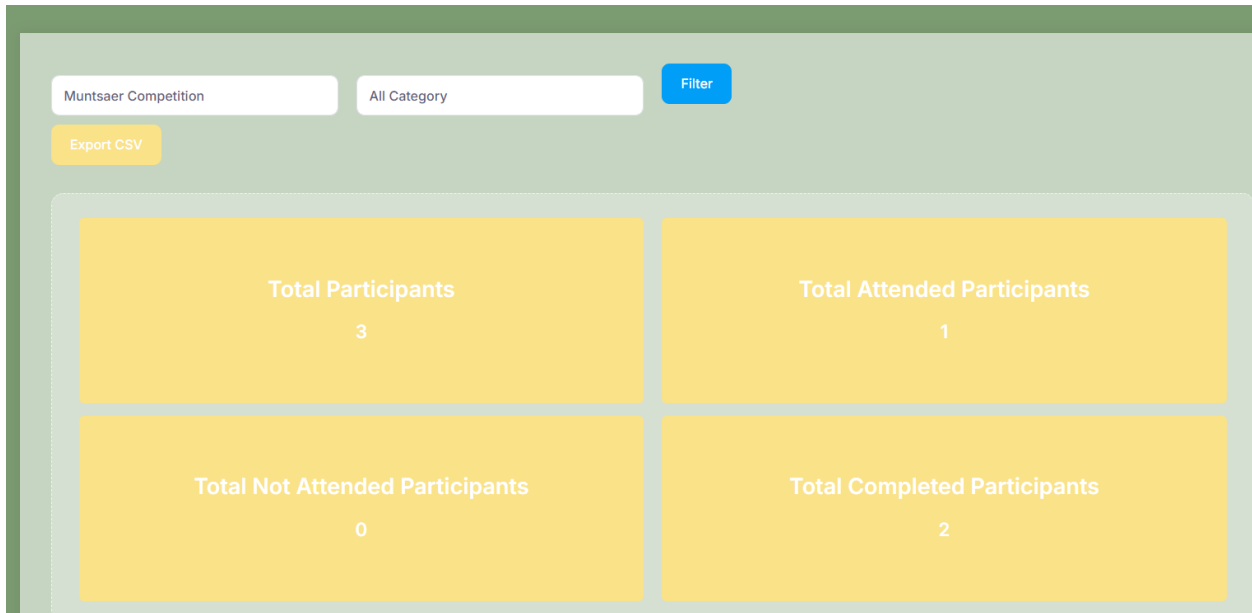 Muntsaer Competition
All Category
Filter
Export CSV
Total Participants
3
Total Attended Participants
1
Total Not Attended Participants
0
Total Completed Participants
2